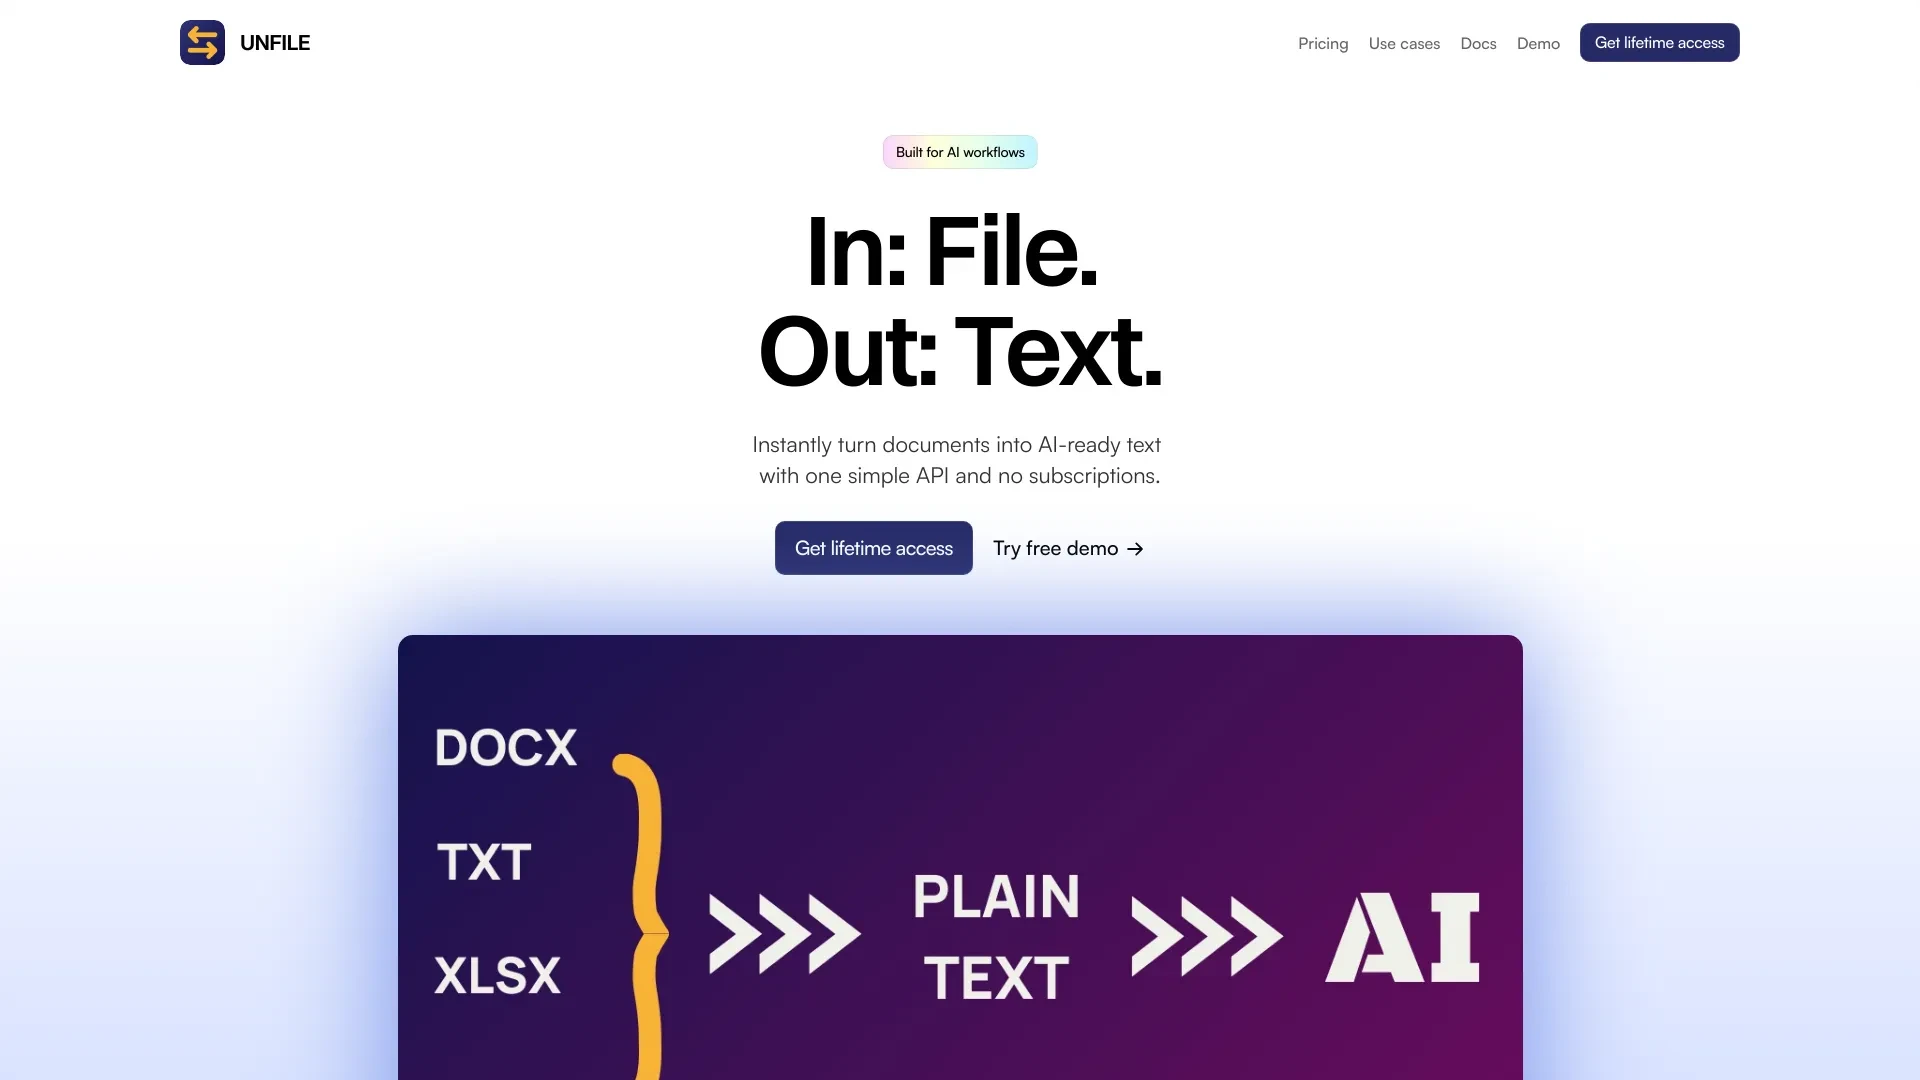 UNFILE
Pricing
Use cases
Docs
Demo
Get lifetime access
Built for AI workflows
In: File.
Out: Text.
Instantly turn documents into AI-ready text
with one simple API and no subscriptions.
Get lifetime access
Try free demo →
DOCX
TXT
XLSX
PLAIN
TEXT
AI